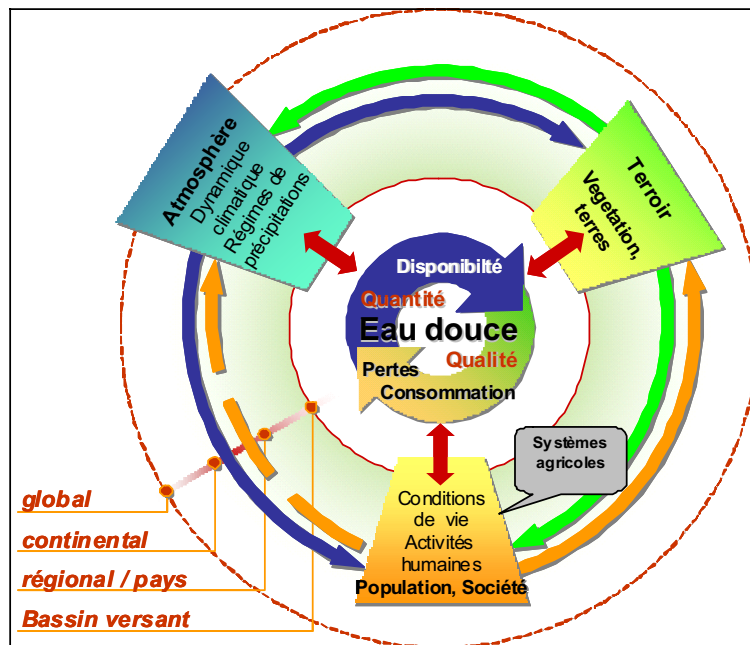 Atmosphère
Dynamique
climatique
Régimes de
précipitations
Terroir
Vegetation,
terres
Disponibilté
Quantité
Eau douce
Qualité
Pertes
Consommation
Systèmes
agricoles
Conditions
de vie
Activités
humaines
Population, Société
global
continental
régional / pays
Bassin versant